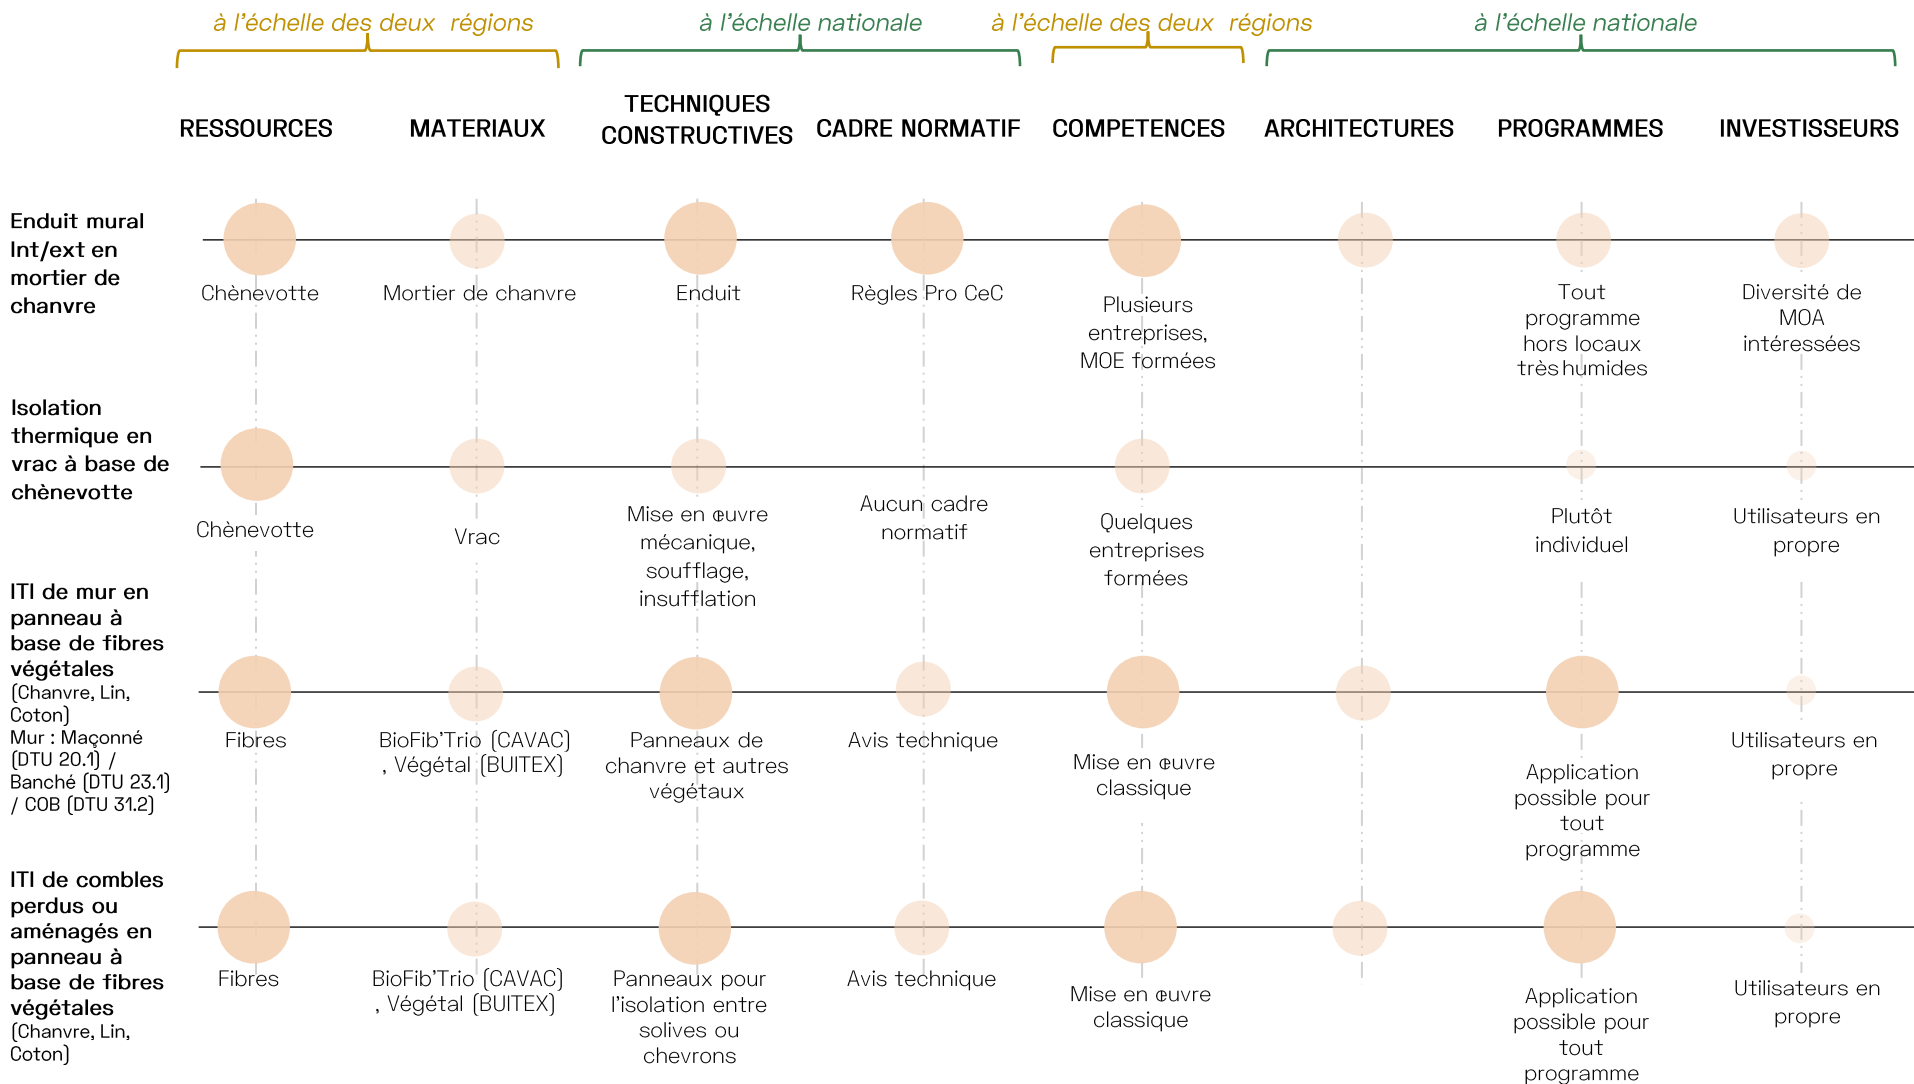 à l'échelle des deux  régions
à l'échelle nationale
à l'échelle des deux  régions
à l'échelle nationale
RESSOURCES
MATERIAUX
TECHNIQUES
CONSTRUCTIVES
CADRE NORMATIF
COMPETENCES
ARCHITECTURES
PROGRAMMES
INVESTISSEURS
Enduit mural
Int/ext en
mortier de
chanvre
Chènevotte
Mortier de chanvre
Enduit
Règles Pro CeC
Plusieurs
entreprises,
MOE formées
Tout
programme
hors locaux
très humides
Diversité de
MOA
intéressées
Isolation
thermique en
vrac à base de
chènevotte
Chènevotte
Vrac
Mise en œuvre
mécanique,
soufflage,
insufflation
Aucun cadre
normatif
Quelques
entreprises
formées
Plutôt
individuel
Utilisateurs en
propre
ITI de mur en
panneau à
base de fibres
végétales
(Chanvre, Lin,
Coton)
Mur : Maçonné
(DTU 20.1) /
Banché (DTU 23.1)
/ COB (DTU 31.2)
Fibres
BioFib'Trio (CAVAC)
, Végétal (BUITEX)
Panneaux de
chanvre et autres
végétaux
Avis technique
Mise en œuvre
classique
Application
possible pour
tout
programme
Utilisateurs en
propre
ITI de combles
perdus ou
aménagés en
panneau à
base de fibres
végétales
(Chanvre, Lin,
Coton)
Fibres
BioFib'Trio (CAVAC)
, Végétal (BUITEX)
Panneaux pour
l'isolation entre
solives ou
chevrons
Avis technique
Mise en œuvre
classique
Application
possible pour
tout
programme
Utilisateurs en
propre